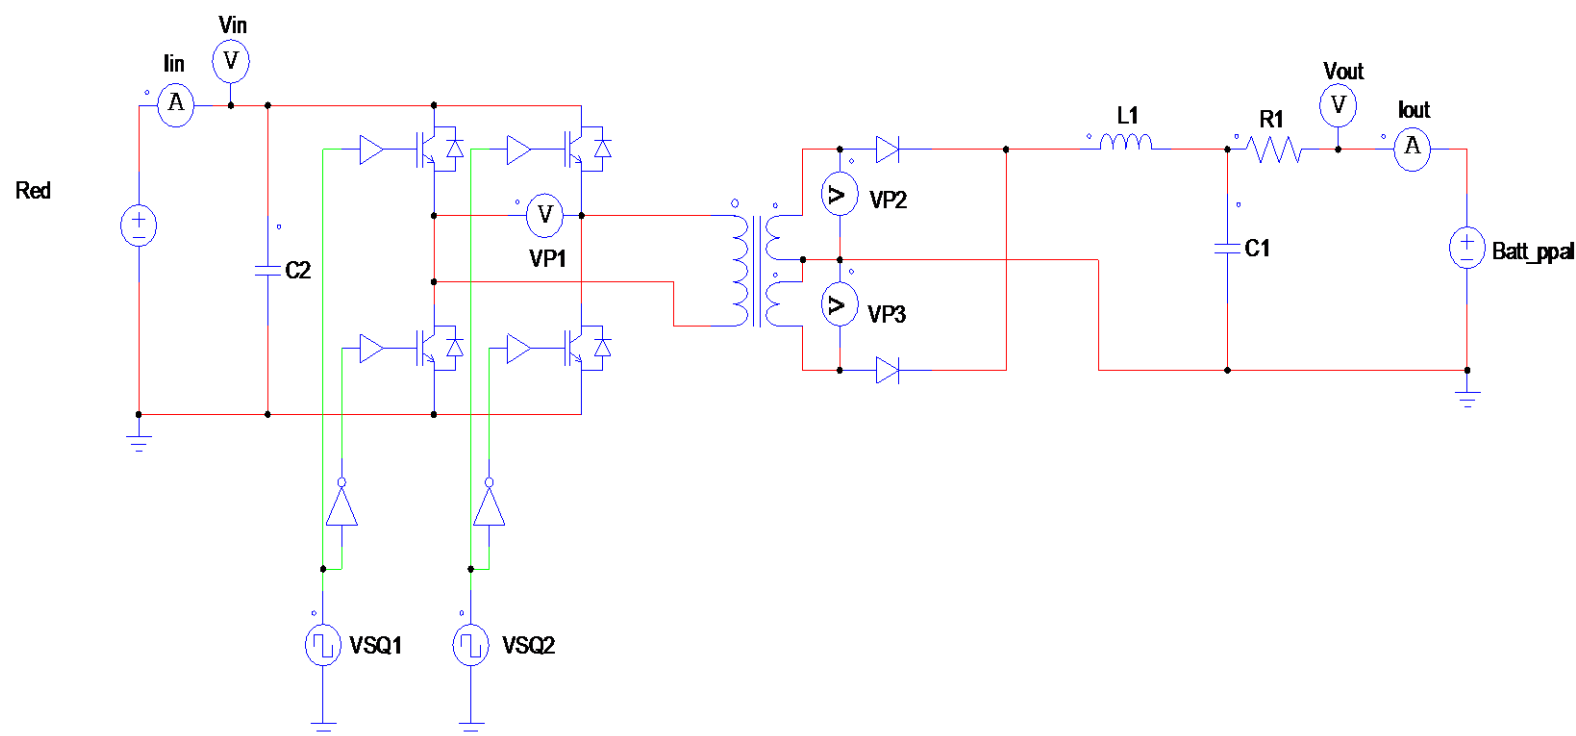 Vin
V
Iin
A
Vout
V
Iout
A
L1
R1
Red
VP2
V
V
VP1
C2
C1
Batt_ppal
VP3
V
VSQ1
VSQ2